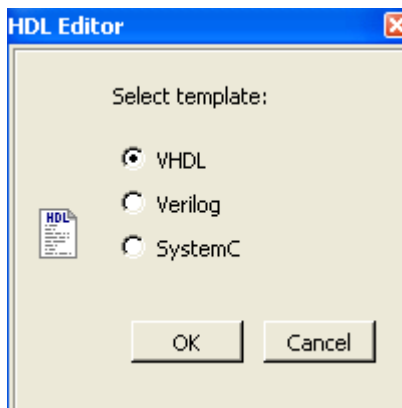 HDL Editor
Select template:
VHDL
HDL
Verilog
SystemC
OK Cancel